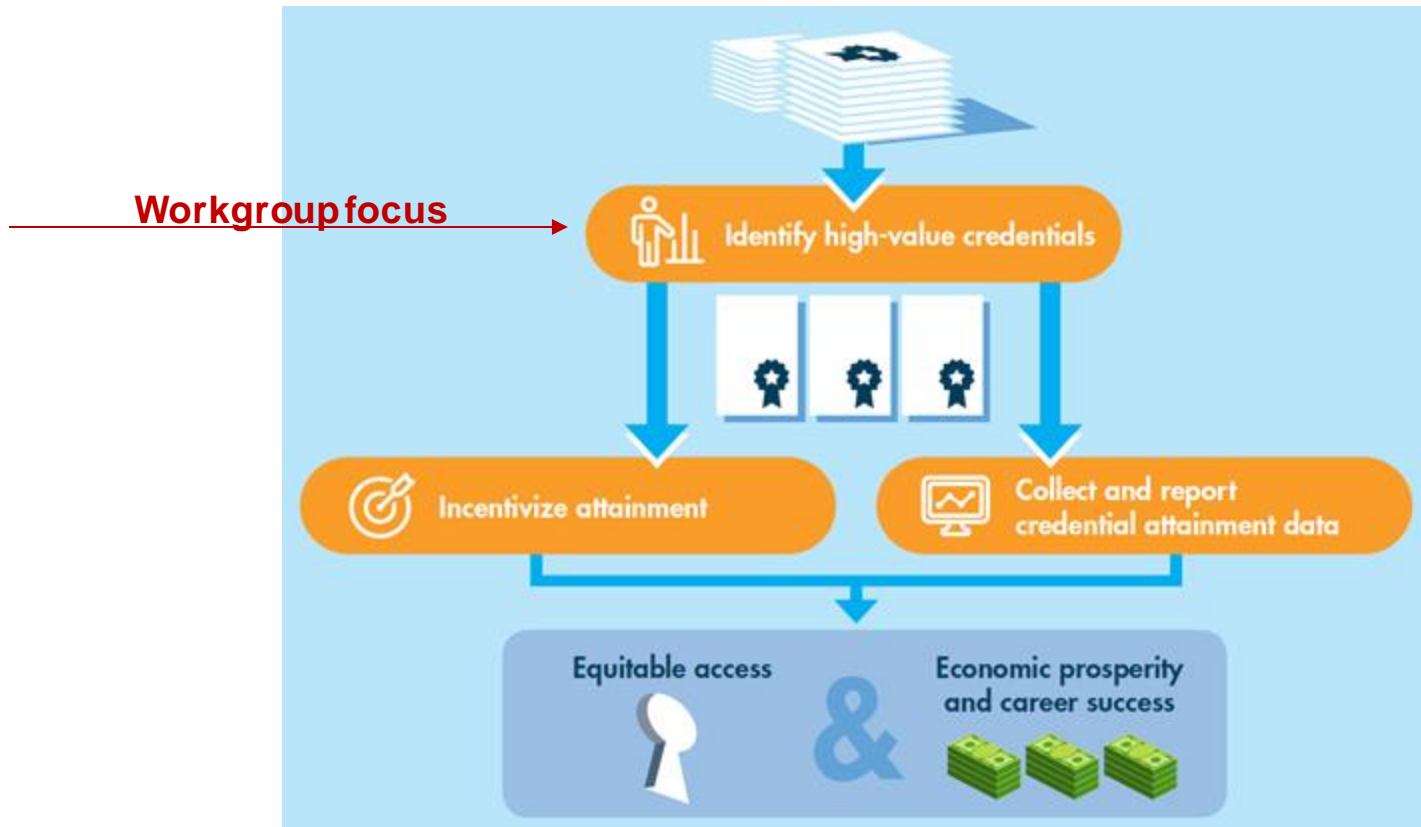 Workgroup focus
Identify high-value credentials
Incentivize attainment
Collect and report
credential attainment data
Equitable access
&
Economic prosperity
and career success